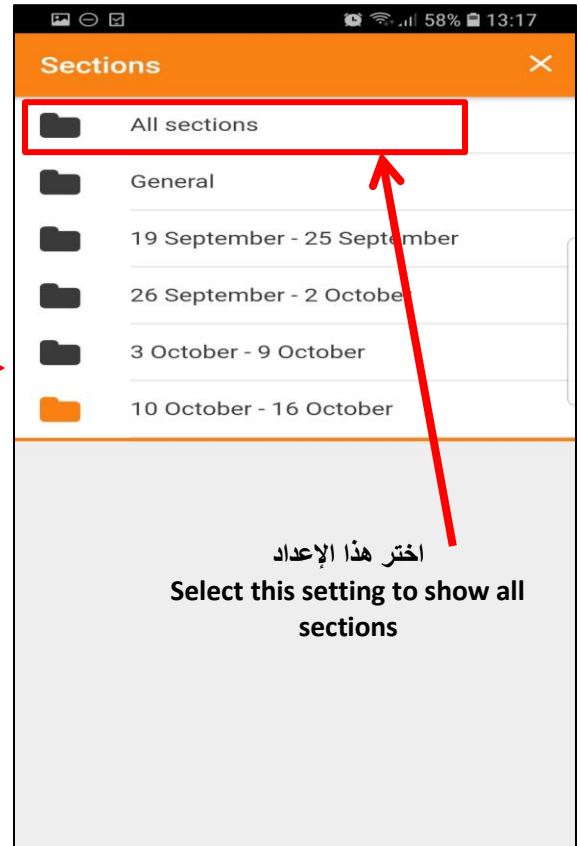 58% 13:17
Sections
All sections
General
19 September - 25 September
26 September - 2 October
3 October - 9 October
10 October - 16 October
اختر هذا الإعداد
Select this setting to show all
sections